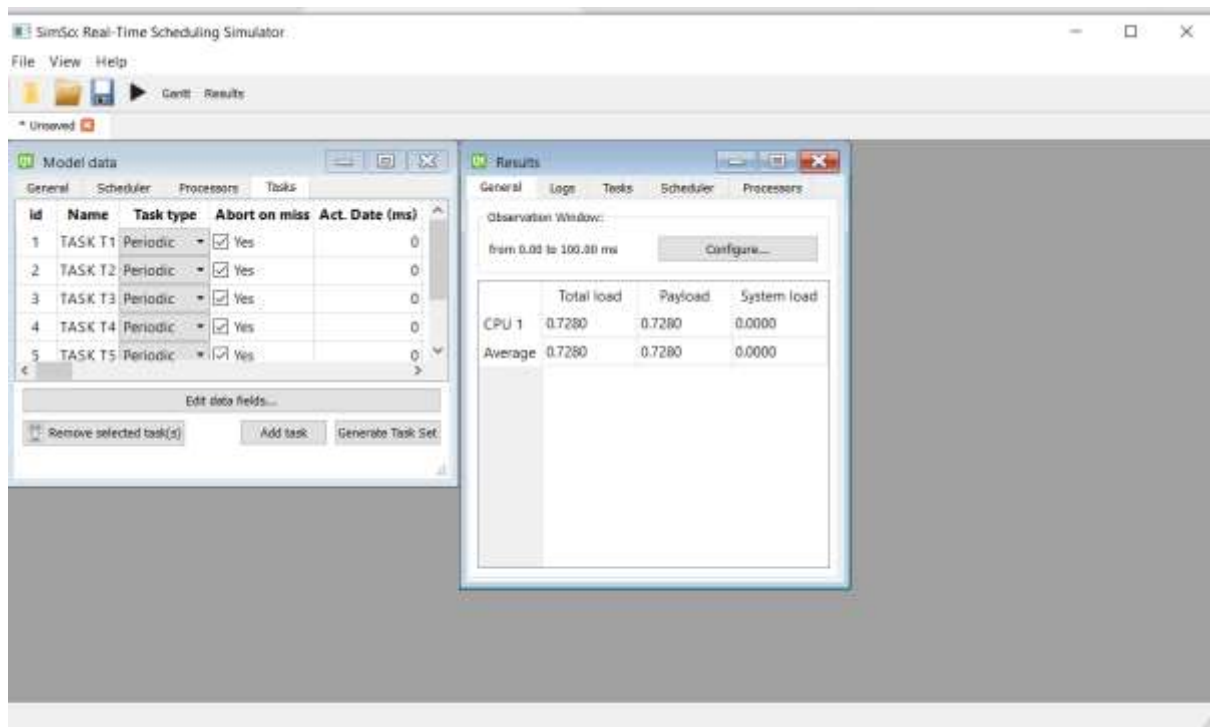 SimSo: Real-Time Scheduling Simulator
File View Help
Gantt Results
* Unsaved
Model data
General Scheduler Processors Tasks
id Name Task type Abort on miss Act. Date (ms)
1 TASK T1 Periodic Yes 0
2 TASK T2 Periodic Yes 0
3 TASK T3 Periodic Yes 0
4 TASK T4 Periodic Yes 0
5 TASK T5 Periodic Yes 0
Edit data fields...
Remove selected task(s) Add task Generate Task Set
Results
General Logs Tasks Scheduler Processors
Observation Window:
from 0.00 to 100.00 ms Configure...
Total load Payload System load
CPU 1 0.7280 0.7280 0.0000
Average 0.7280 0.7280 0.0000